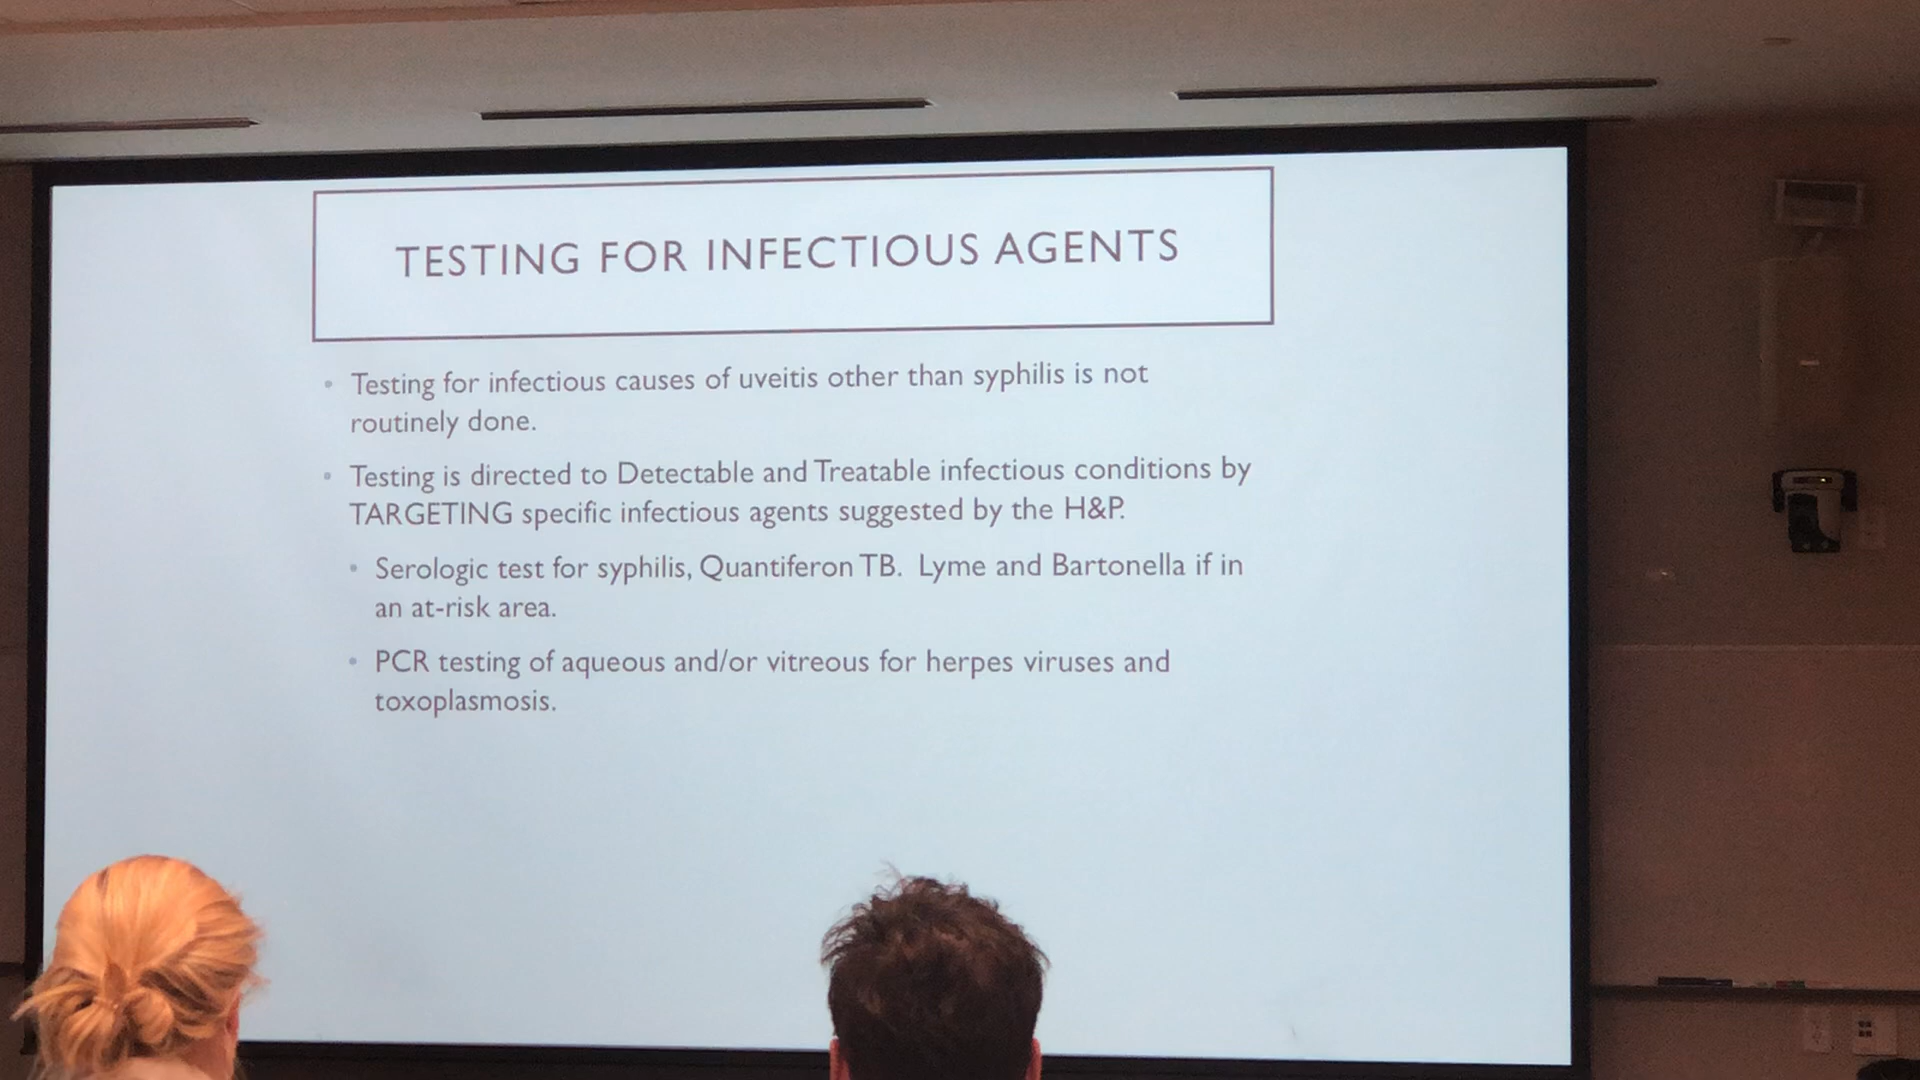 TESTING FOR INFECTIOUS AGENTS
• Testing for infectious causes of uveitis other than syphilis is not
routinely done.
• Testing is directed to Detectable and Treatable infectious conditions by
TARGETING specific infectious agents suggested by the H&P.
• Serologic test for syphilis, Quantiferon TB. Lyme and Bartonella if in
an at-risk area.
• PCR testing of aqueous and/or vitreous for herpes viruses and
toxoplasmosis.